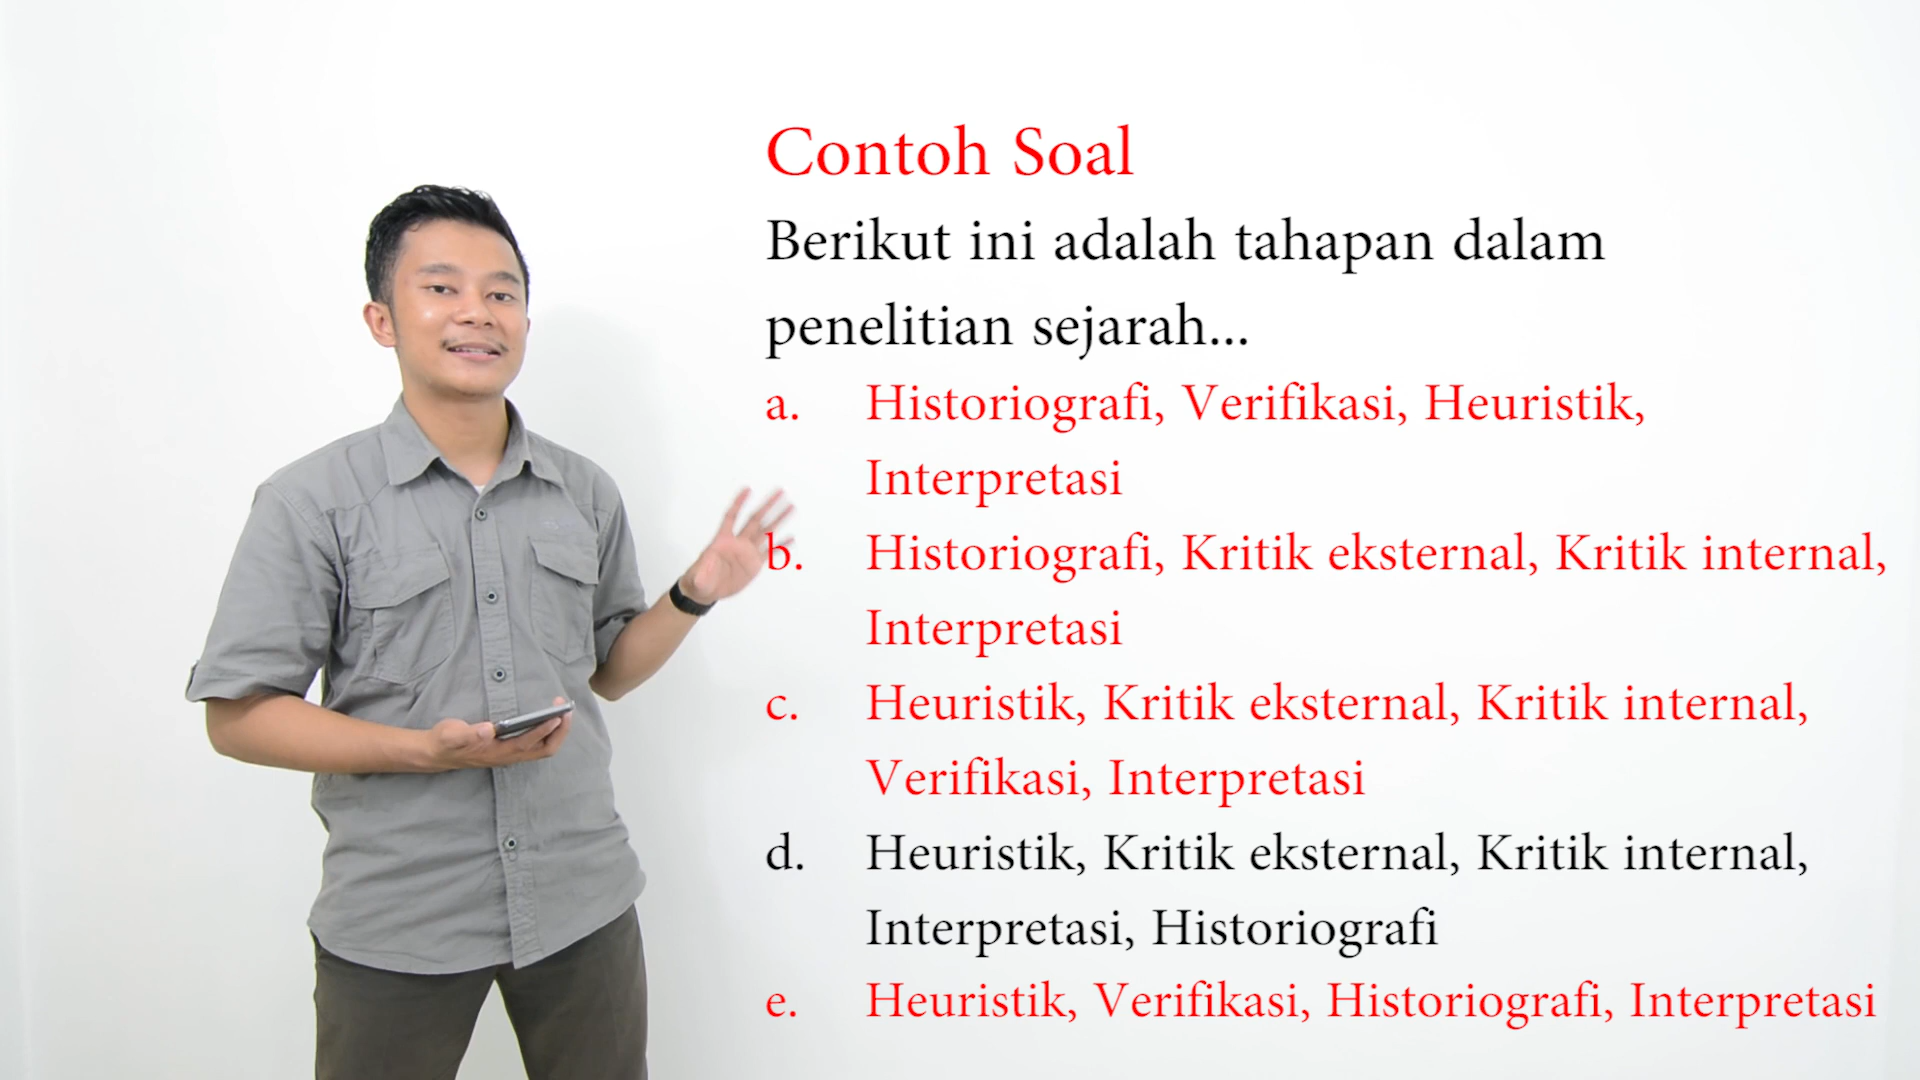 Contoh Soal
Berikut ini adalah tahapan dalam
penelitian sejarah...
a. Historiografi, Verifikasi, Heuristik,
Interpretasi
b. Historiografi, Kritik eksternal, Kritik internal,
Interpretasi
c. Heuristik, Kritik eksternal, Kritik internal,
Verifikasi, Interpretasi
d. Heuristik, Kritik eksternal, Kritik internal,
Interpretasi, Historiografi
e. Heuristik, Verifikasi, Historiografi, Interpretasi